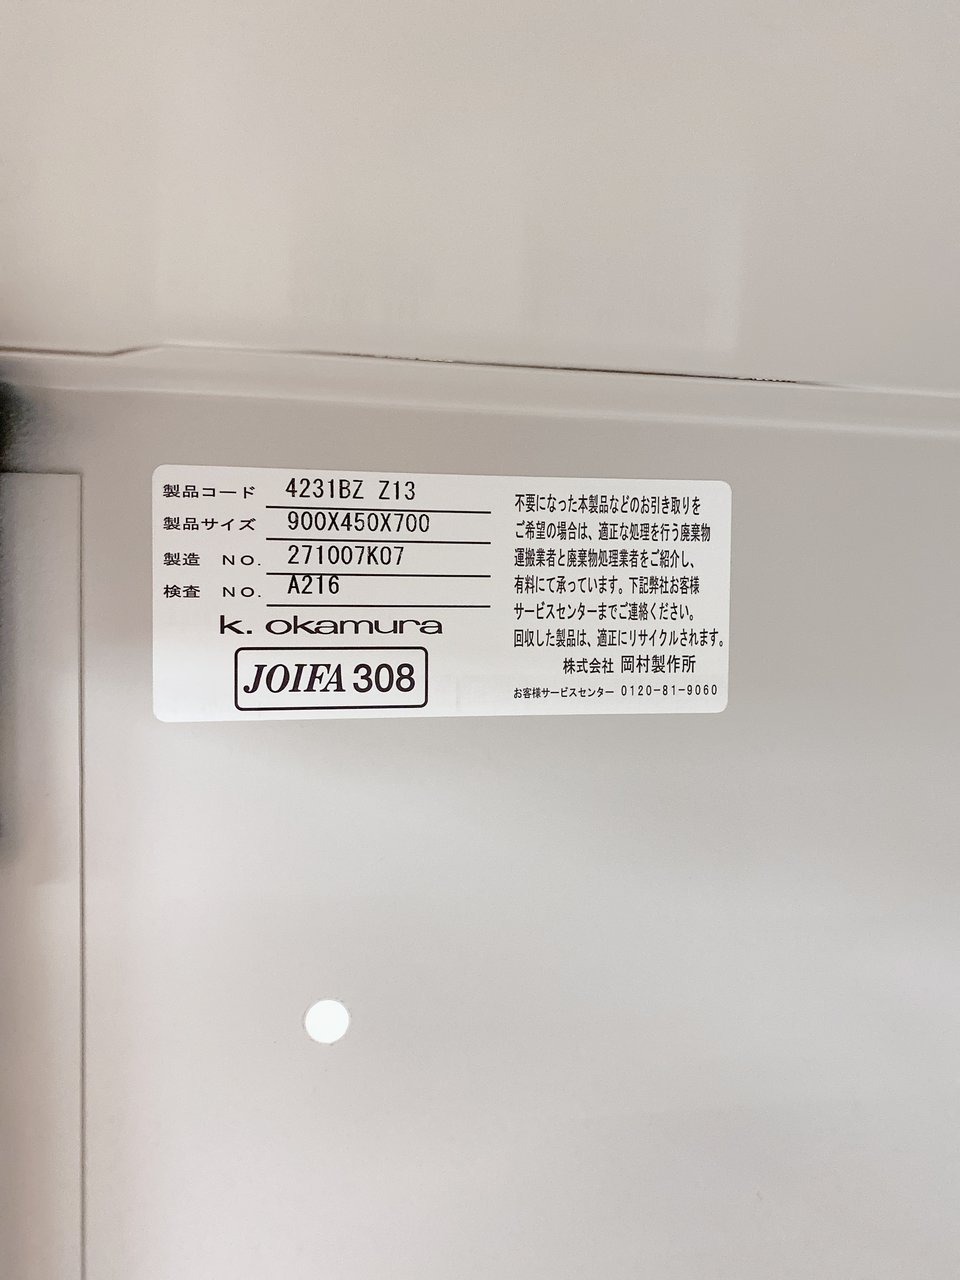 製品コード 4231BZ Z13
製品サイズ 900X450X700
製造 NO. 271007K07
検査 NO. A216
k. okamura
JOIFA 308
不要になった本製品などのお引き取りを
ご希望の場合は、適正な処理を行う廃棄物
運搬業者と廃棄物処理業者をご紹介し、
有料にて承っています。下記弊社お客様
サービスセンターまでご連絡ください。
回収した製品は、適正にリサイクルされます。
株式会社 岡村製作所
お客様サービスセンター 0120-81-9060